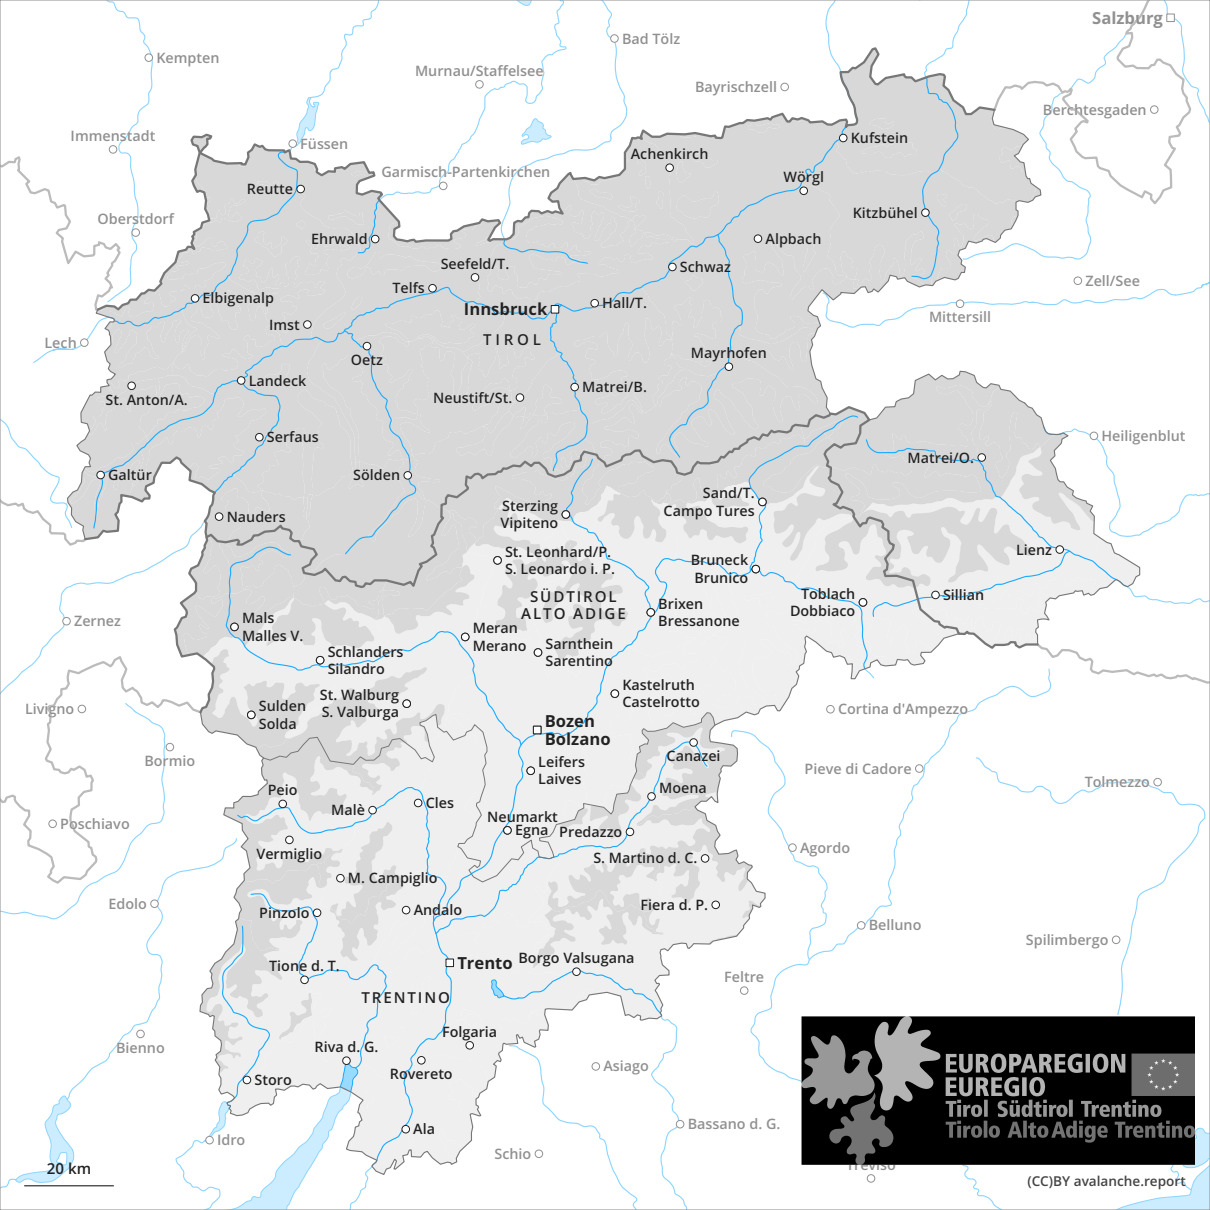 Salzburg
Bad Tölz
Kempten
Murnau/Staffelsee
Bayrischzell
Berchtesgaden
Immenstadt
Füssen
Kufstein
Achenkirch
Garmisch-Partenkirchen
Wörgl
Reutte
Oberstdorf
Kitzbühel
Ehrwald
Alpbach
Seefeld/T.
Schwaz
Zell/See
Telfs
Elbigenalp
Hall/T.
Innsbruck
Mittersill
Imst
TIROL
Lech
Mayrhofen
Oetz
Landeck
Matrei/B.
St. Anton/A.
Neustift/St.
Serfaus
Heiligenblut
Matrei/O.
Galtür
Sölden
Sand/T.
Campo Tures
Sterzing
Vipiteno
Nauders
Lienz
St. Leonhard/P.
S. Leonardo i. P.
Bruneck
Brunico
SÜDTIROL
ALTO ADIGE
Toblach
Dobbiaco
Sillian
Brixen
Bressanone
Mals
Malles V.
Zernez
Meran
Merano
Sarnthein
Sarentino
Schlanders
Silandro
Kastelruth
Castelrotto
St. Walburg
S. Valburga
Sulden
Solda
Livigno
Cortina d'Ampezzo
Bozen
Bolzano
Bormio
Canazei
Leifers
Laives
Pieve di Cadore
Tolmezzo
Peio
Moena
Malè
Cles
Neumarkt
Egna
Predazzo
Poschiavo
Vermiglio
Agordo
S. Martino d. C.
M. Campiglio
Edolo
Pinzolo
Andalo
Fiera d. P.
Belluno
Spilimbergo
Trento
Borgo Valsugana
Tione d. T.
Feltre
TRENTINO
Folgaria
Bienno
Riva d. G.
Rovereto
Asiago
Storo
EUROPAREGION
EUREGIO
Tirol Südtirol Trentino
Tirolo Alto Adige Trentino
Ala
Bassano d. G.
Idro
Schio
Treviso
20 km
(CC)BY avalanche.report